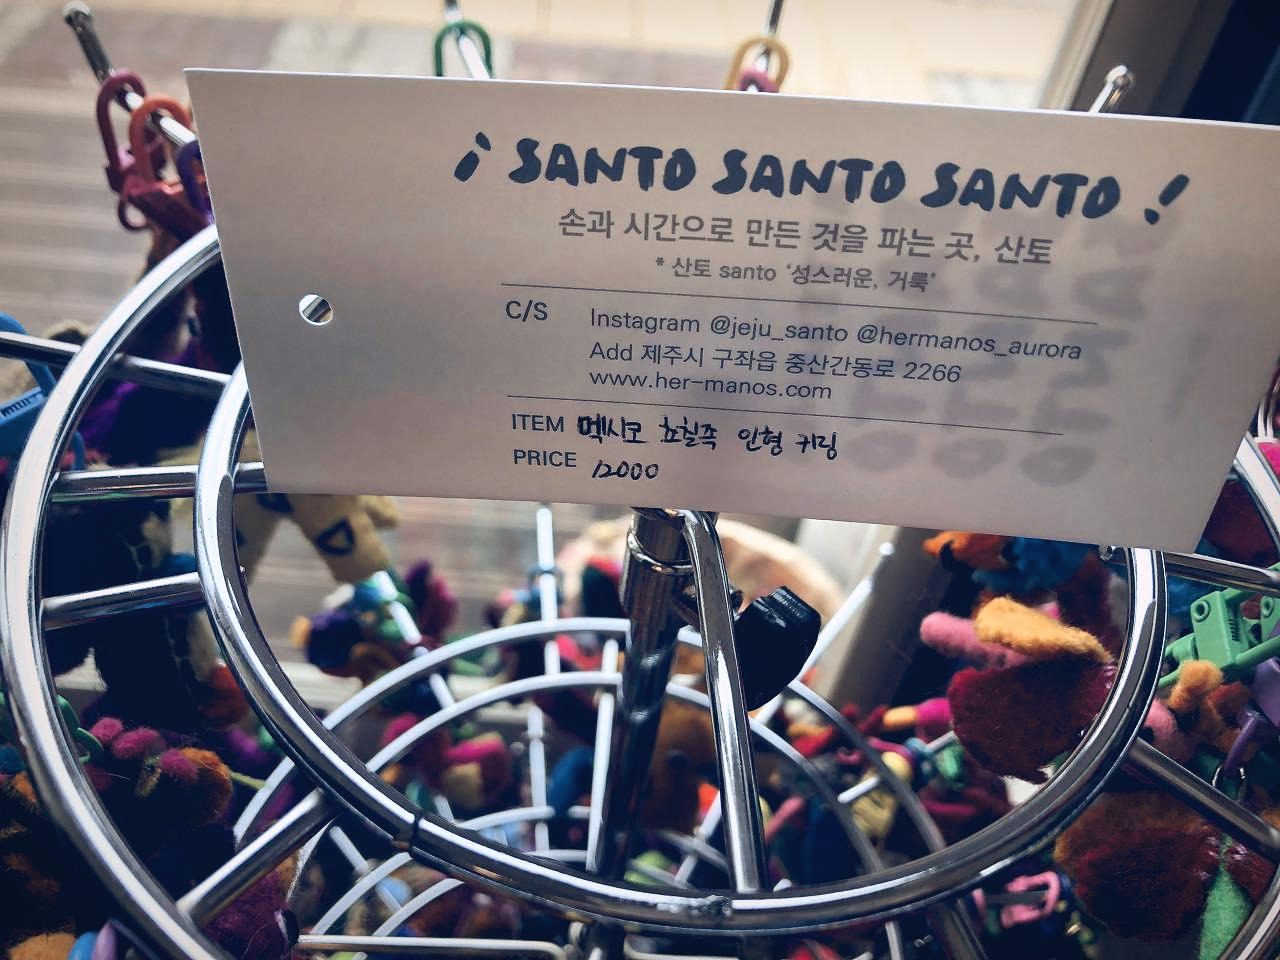 ¡ SANTO SANTO SANTO !
손과 시간으로 만든 것을 파는 곳, 산토
* 산토 santo ‘성스러운, 거룩’
C/S Instagram @jeju_santo @hermanos_aurora
Add 제주시 구좌읍 중산간동로 2266
www.her-manos.com
ITEM 멕시코 쵸칠족 인형 키링
PRICE 12000